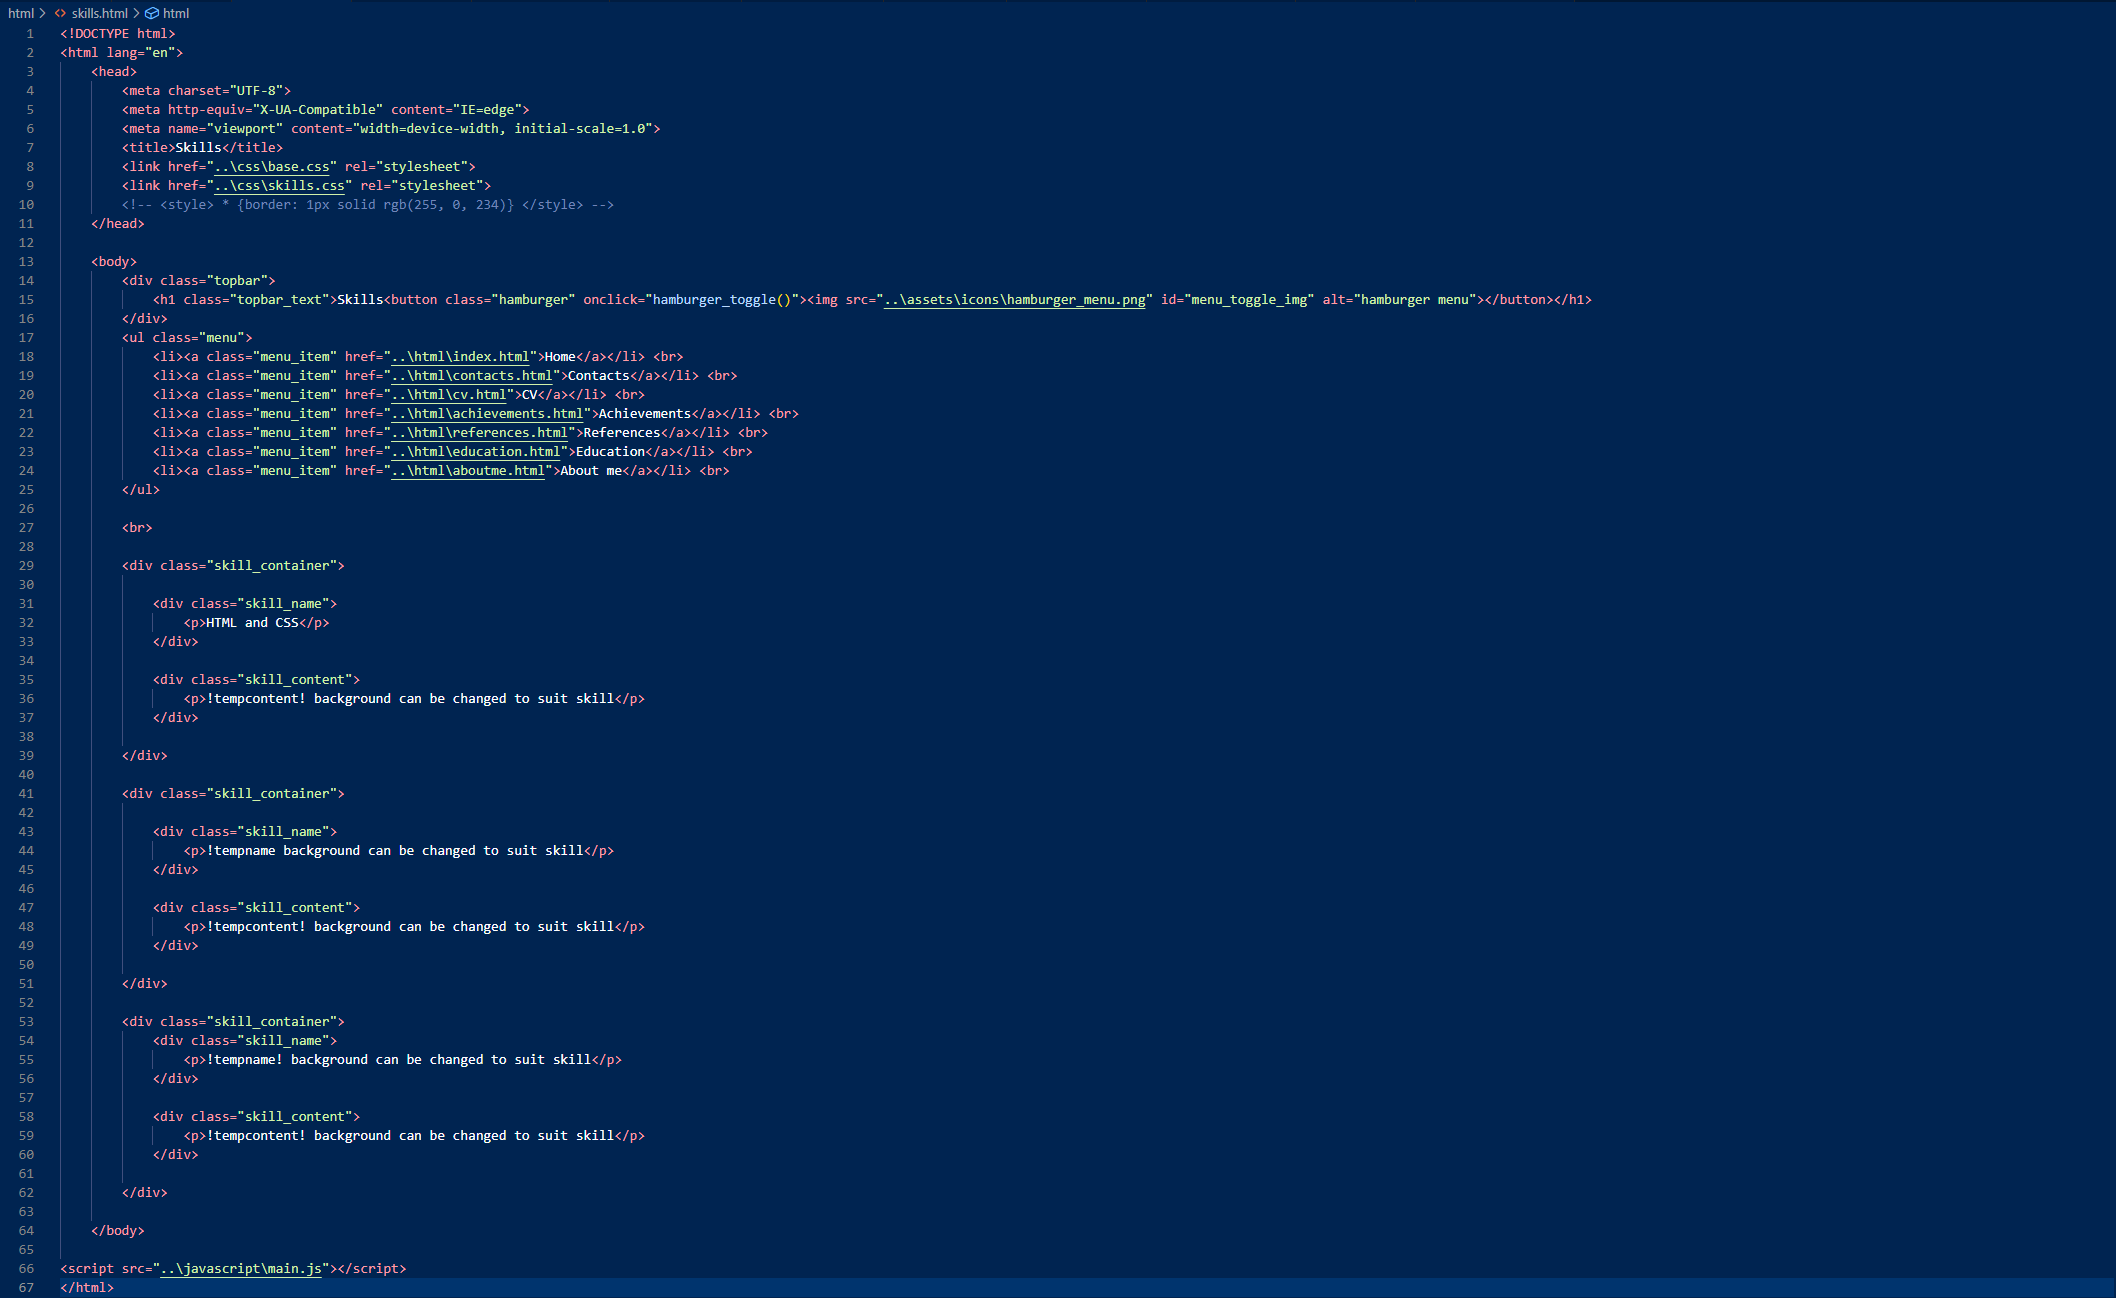 html > <> skills.html > html
1 <!DOCTYPE html>
2 <html lang="en">
3 <head>
4 <meta charset="UTF-8">
5 <meta http-equiv="X-UA-Compatible" content="IE=edge">
6 <meta name="viewport" content="width=device-width, initial-scale=1.0">
7 <title>Skills</title>
8 <link href="..\css\base.css" rel="stylesheet">
9 <link href="..\css\skills.css" rel="stylesheet">
10 <!-- <style> * {border: 1px solid rgb(255, 0, 234)} </style> -->
11 </head>
12
13 <body>
14 <div class="topbar">
15 <h1 class="topbar_text">Skills<button class="hamburger" onclick="hamburger_toggle()"><img src="..\assets\icons\hamburger_menu.png" id="menu_toggle_img" alt="hamburger menu"></button></h1>
16 </div>
17 <ul class="menu">
18 <li><a class="menu_item" href="..\html\index.html">Home</a></li> <br>
19 <li><a class="menu_item" href="..\html\contacts.html">Contacts</a></li> <br>
20 <li><a class="menu_item" href="..\html\cv.html">CV</a></li> <br>
21 <li><a class="menu_item" href="..\html\achievements.html">Achievements</a></li> <br>
22 <li><a class="menu_item" href="..\html\references.html">References</a></li> <br>
23 <li><a class="menu_item" href="..\html\education.html">Education</a></li> <br>
24 <li><a class="menu_item" href="..\html\aboutme.html">About me</a></li> <br>
25 </ul>
26
27 <br>
28
29 <div class="skill_container">
30
31 <div class="skill_name">
32 <p>HTML and CSS</p>
33 </div>
34
35 <div class="skill_content">
36 <p>!tempcontent! background can be changed to suit skill</p>
37 </div>
38
39 </div>
40
41 <div class="skill_container">
42
43 <div class="skill_name">
44 <p>!tempname background can be changed to suit skill</p>
45 </div>
46
47 <div class="skill_content">
48 <p>!tempcontent! background can be changed to suit skill</p>
49 </div>
50
51 </div>
52
53 <div class="skill_container">
54 <div class="skill_name">
55 <p>!tempname! background can be changed to suit skill</p>
56 </div>
57
58 <div class="skill_content">
59 <p>!tempcontent! background can be changed to suit skill</p>
60 </div>
61
62 </div>
63
64 </body>
65
66 <script src="..\javascript\main.js"></script>
67 </html>